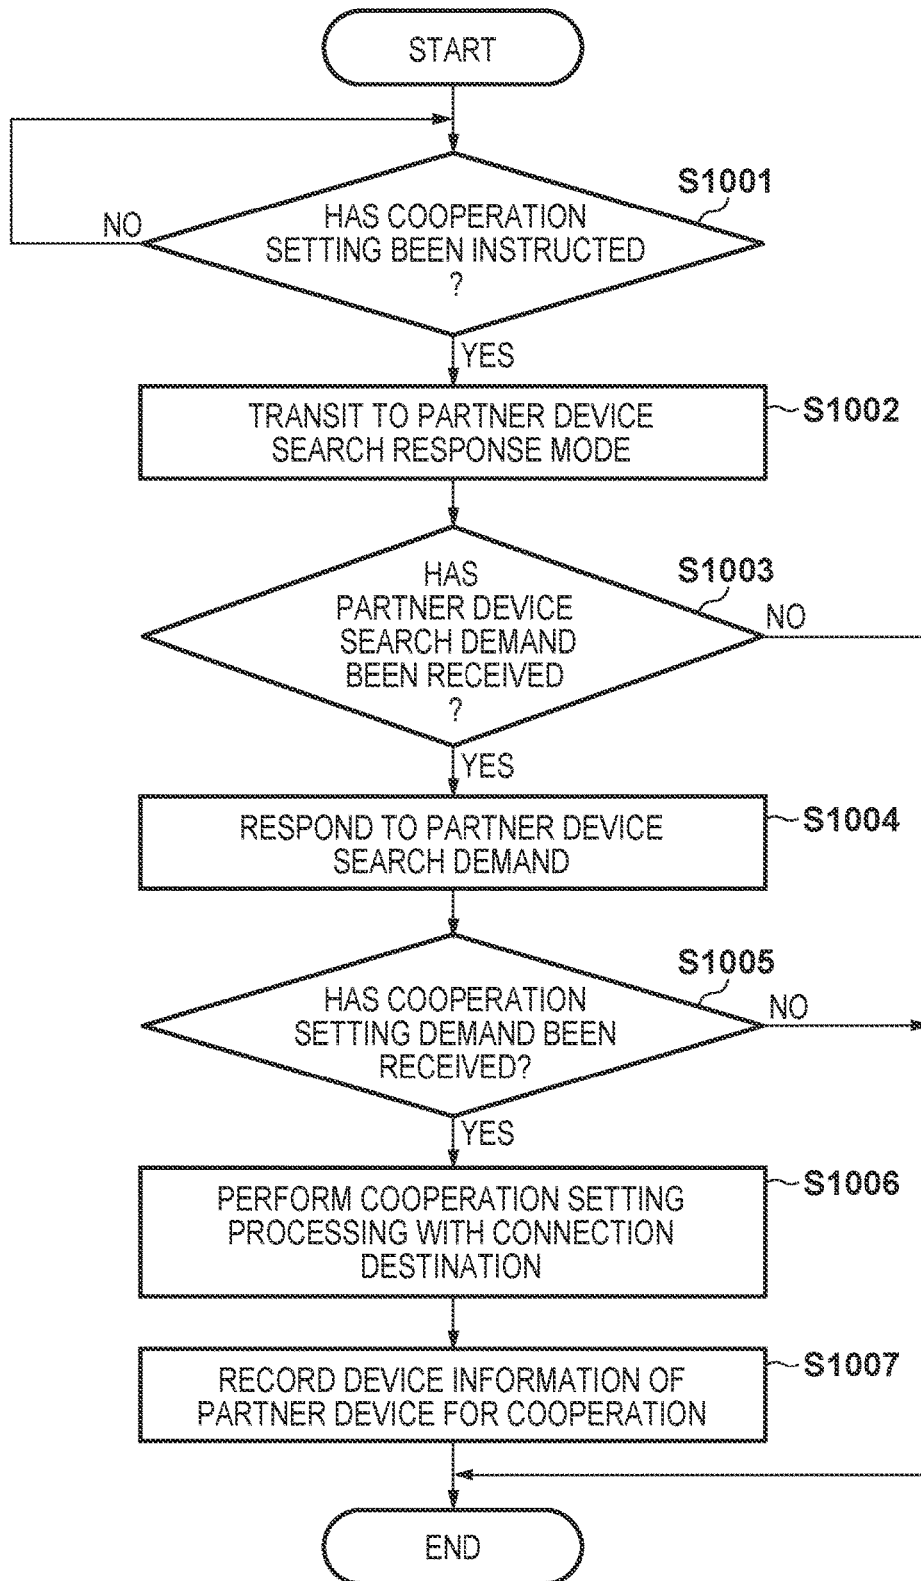 START
S1001
HAS COOPERATION
SETTING BEEN INSTRUCTED
?
NO
YES
TRANSIT TO PARTNER DEVICE
SEARCH RESPONSE MODE
S1002
S1003
HAS
PARTNER DEVICE
SEARCH DEMAND
BEEN RECEIVED
?
NO
YES
RESPOND TO PARTNER DEVICE
SEARCH DEMAND
S1004
S1005
HAS COOPERATION
SETTING DEMAND BEEN
RECEIVED?
NO
YES
PERFORM COOPERATION SETTING
PROCESSING WITH CONNECTION
DESTINATION
S1006
RECORD DEVICE INFORMATION OF
PARTNER DEVICE FOR COOPERATION
S1007
END